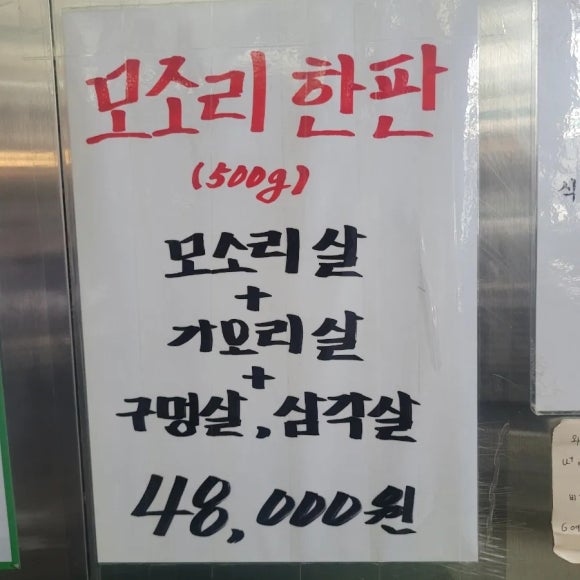 모소리 한판
(500g)
모소리살
+
가오리살
+
구멍살, 삼각살
48,000원
식